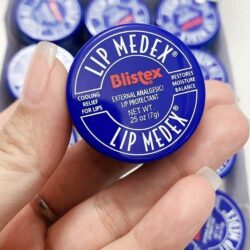 LIP MEDEX®
Blistex®
COOLING
RELIEF
FOR LIPS
RESTORES
MOISTURE
BALANCE
EXTERNAL ANALGESIC/
LIP PROTECTANT
NET WT.
.25 oz (7g)
LIP MEDEX®